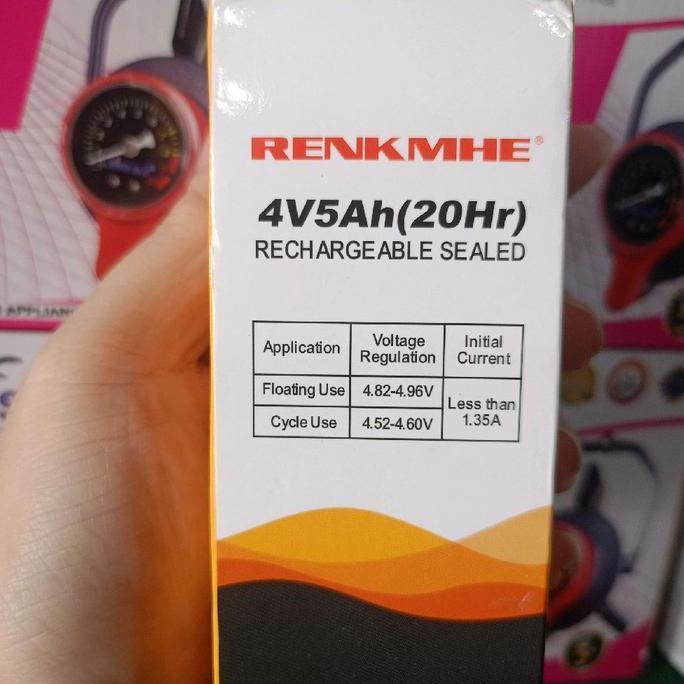 RENKMHE®
4V5Ah(20Hr)
RECHARGEABLE SEALED
Application Voltage Regulation Initial Current
Floating Use 4.82-4.96V Less than 1.35A
Cycle Use 4.52-4.60V